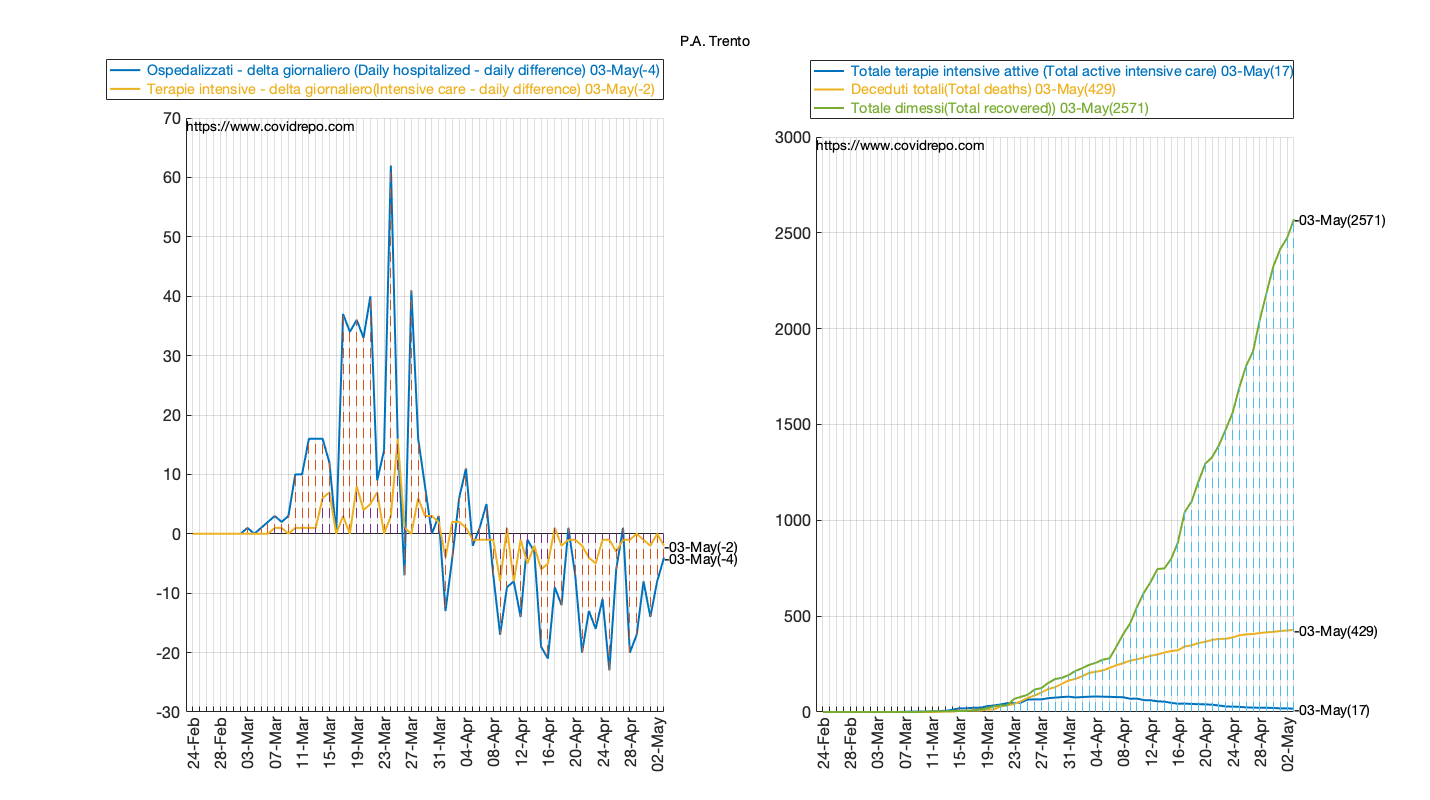 P.A. Trento
Ospedalizzati - delta giornaliero (Daily hospitalized - daily difference) 03-May(-4)
Terapie intensive - delta giornaliero(Intensive care - daily difference) 03-May(-2)
https://www.covidrepo.com
70
60
50
40
30
20
10
0
-10
-20
-30
-03-May(-2)
-03-May(-4)
24-Feb
28-Feb
03-Mar
07-Mar
11-Mar
15-Mar
19-Mar
23-Mar
27-Mar
31-Mar
04-Apr
08-Apr
12-Apr
16-Apr
20-Apr
24-Apr
28-Apr
02-May
Totale terapie intensive attive (Total active intensive care) 03-May(17)
Deceduti totali(Total deaths) 03-May(429)
Totale dimessi(Total recovered)) 03-May(2571)
https://www.covidrepo.com
3000
2500
2000
1500
1000
500
0
-03-May(2571)
-03-May(429)
-03-May(17)
24-Feb
28-Feb
03-Mar
07-Mar
11-Mar
15-Mar
19-Mar
23-Mar
27-Mar
31-Mar
04-Apr
08-Apr
12-Apr
16-Apr
20-Apr
24-Apr
28-Apr
02-May